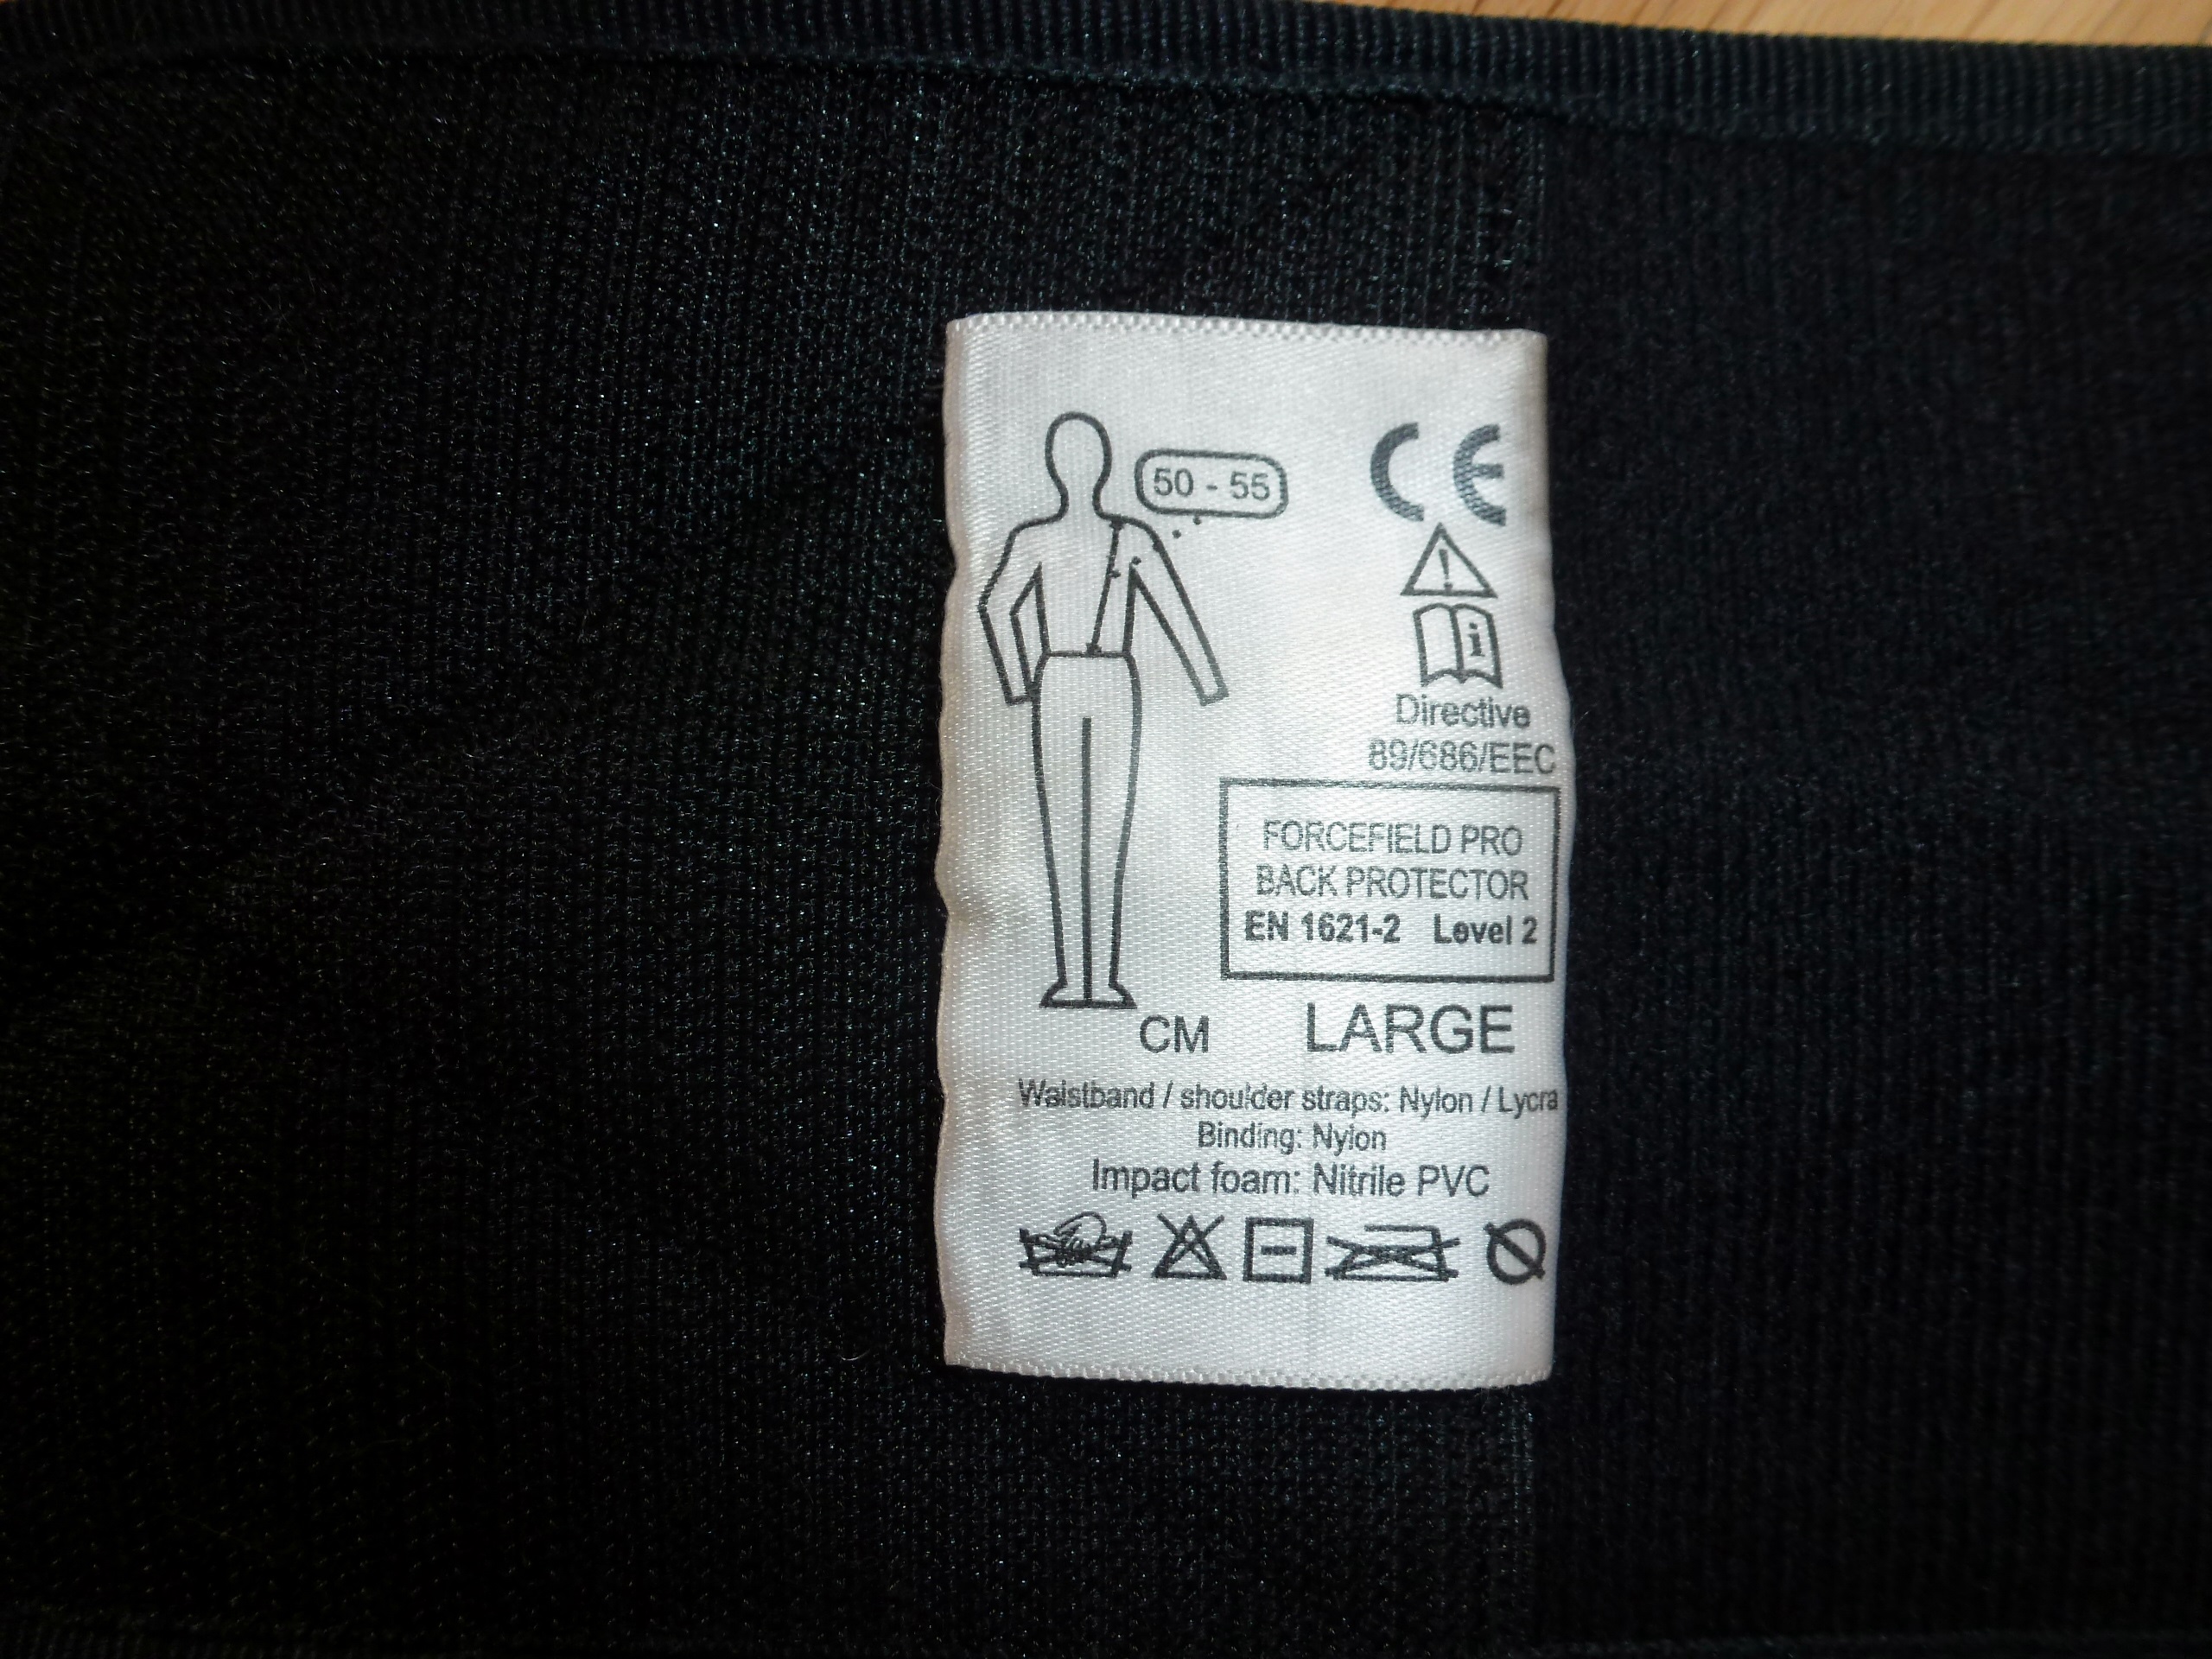 50 - 55
CE
Directive
89/686/EEC
FORCEFIELD PRO
BACK PROTECTOR
EN 1621-2 Level 2
CM LARGE
Waistband / shoulder straps: Nylon / Lycra
Binding: Nylon
Impact foam: Nitrile PVC